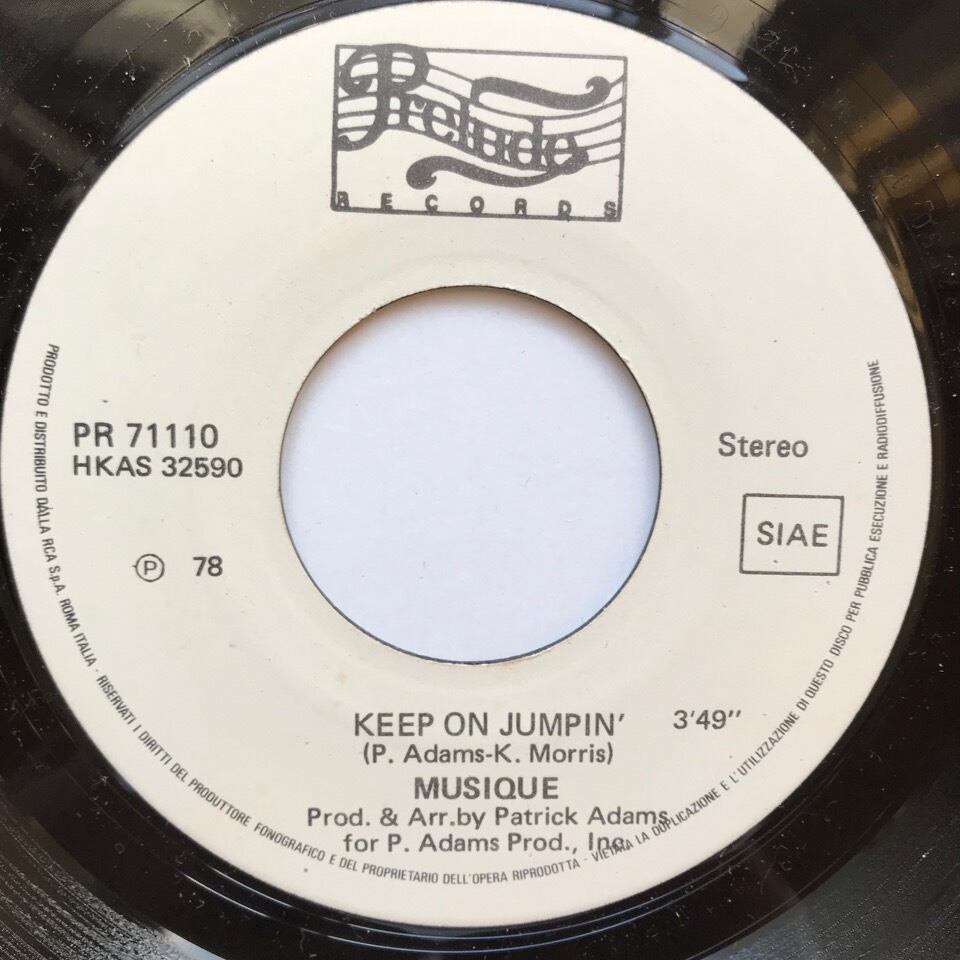 Prelude
RECORDS
PR 71110
HKAS 32590
Ⓟ 78
Stereo
SIAE
KEEP ON JUMPIN' 3'49''
(P. Adams-K. Morris)
MUSIQUE
Prod. & Arr.by Patrick Adams
for P. Adams Prod., Inc.
PRODOTTO E DISTRIBUITO DALLA RCA S.p.A. ROMA ITALIA - RISERVATI I DIRITTI DEL PRODUTTORE FONOGRAFICO E DEL PROPRIETARIO DELL'OPERA RIPRODOTTA - VIETATA LA DUPLICAZIONE E L'UTILIZZAZIONE DI QUESTO DISCO PER PUBBLICA ESECUZIONE E RADIODIFFUSIONE